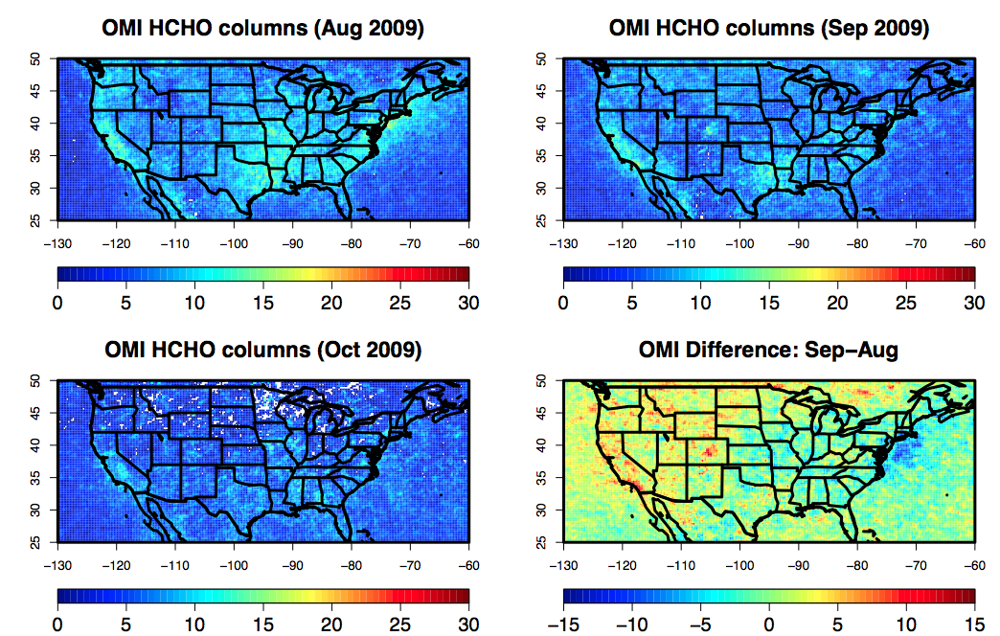 OMI HCHO columns (Aug 2009)
50
45
40
35
30
25
−130 −120 −110 −100 −90 −80 −70 −60
0 5 10 15 20 25 30
OMI HCHO columns (Sep 2009)
50
45
40
35
30
25
−130 −120 −110 −100 −90 −80 −70 −60
0 5 10 15 20 25 30
OMI HCHO columns (Oct 2009)
50
45
40
35
30
25
−130 −120 −110 −100 −90 −80 −70 −60
0 5 10 15 20 25 30
OMI Difference: Sep−Aug
50
45
40
35
30
25
−130 −120 −110 −100 −90 −80 −70 −60
−15 −10 −5 0 5 10 15